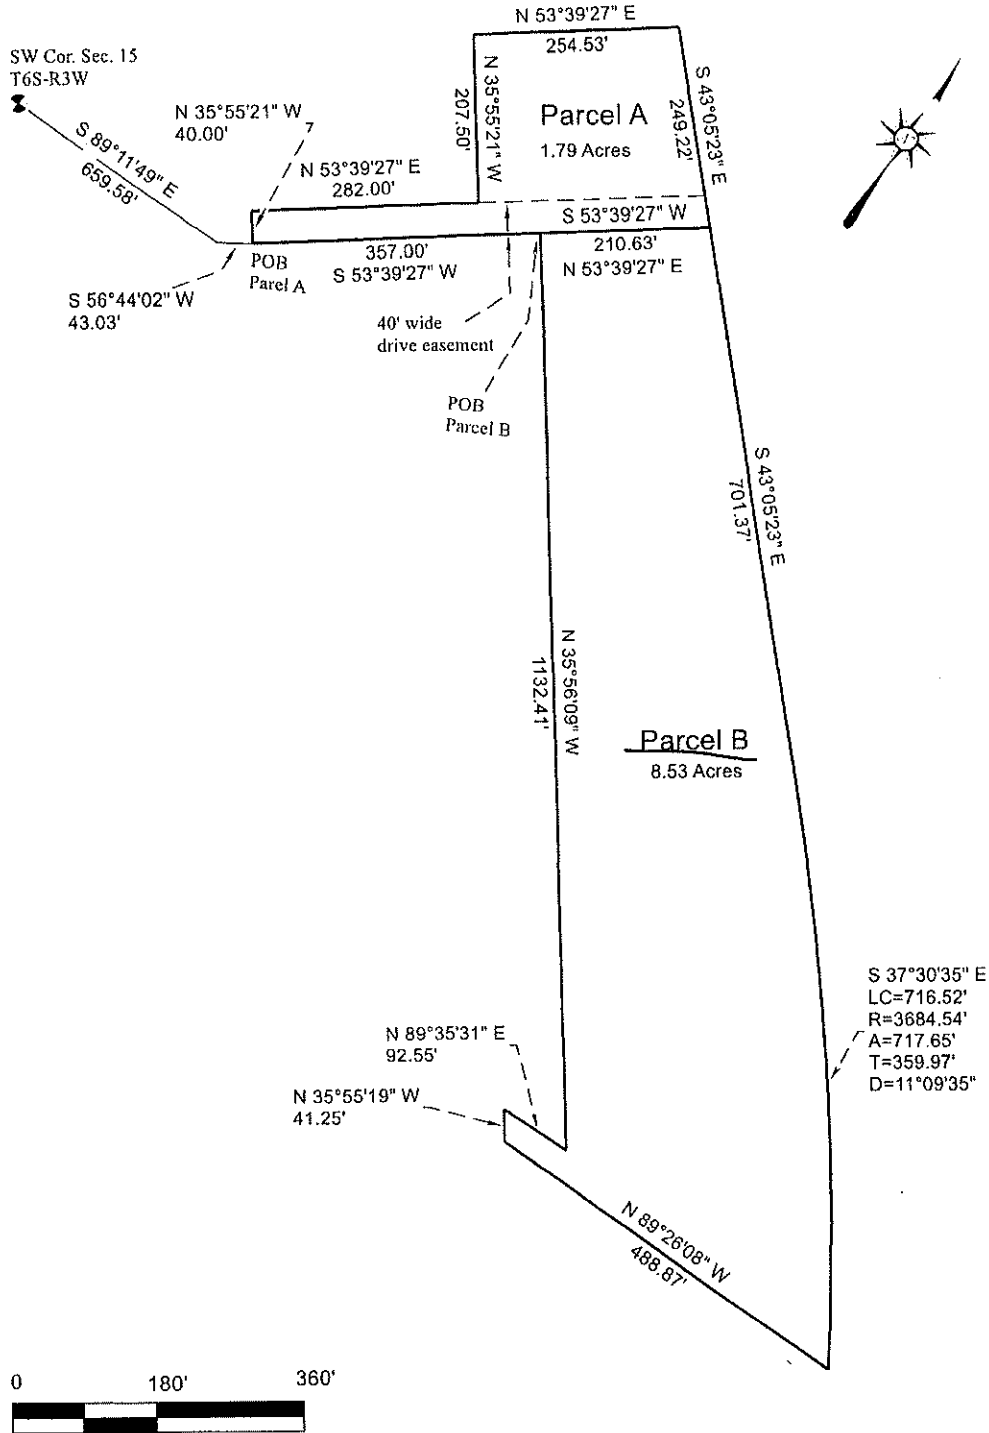 N 53°39'27" E
254.53'
SW Cor. Sec. 15
T6S-R3W
N 35°55'21" W
207.50'
S 43°05'23" E
249.22'
Parcel A
1.79 Acres
N 35°55'21" W
40.00'
S 89°11'49" E
659.58'
N 53°39'27" E
282.00'
S 53°39'27" W
357.00'
S 53°39'27" W
210.63'
N 53°39'27" E
POB
Parel A
S 56°44'02" W
43.03'
40' wide
drive easement
POB
Parcel B
S 43°05'23" E
701.37'
N 35°56'09" W
1132.41'
Parcel B
8.53 Acres
S 37°30'35" E
LC=716.52'
R=3684.54'
A=717.65'
T=359.97'
D=11°09'35"
N 89°35'31" E
92.55'
N 35°55'19" W
41.25'
N 89°26'08" W
488.87'
0 180' 360'